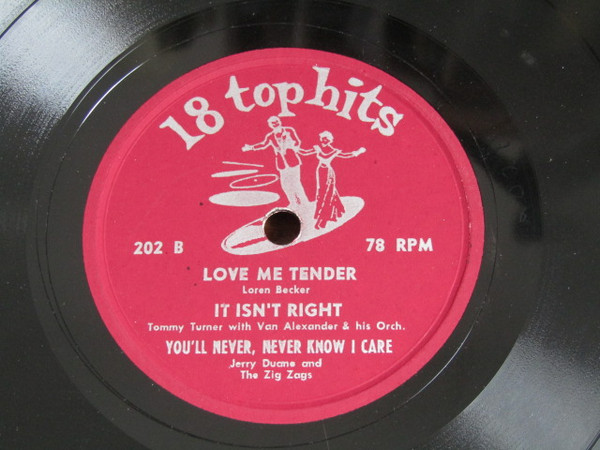 18 top hits
202 B 78 RPM
LOVE ME TENDER
Loren Becker
IT ISN'T RIGHT
Tommy Turner with Van Alexander & his Orch.
YOU'LL NEVER, NEVER KNOW I CARE
Jerry Duane and
The Zig Zags